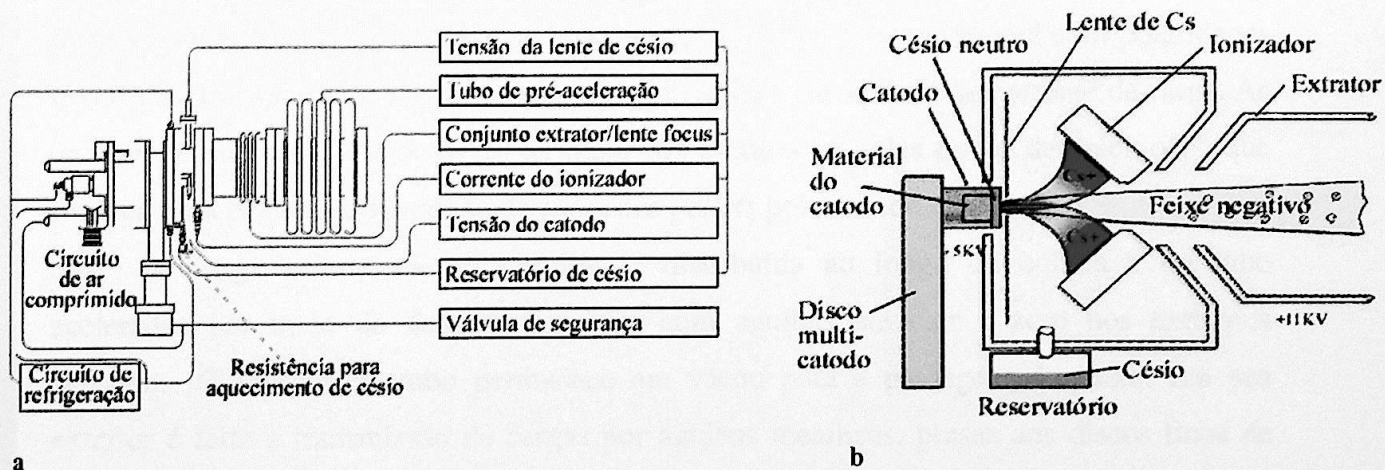 Tensão da lente de césio
Tubo de pré-aceleração
Conjunto extrator/lente focus
Corrente do ionizador
Tensão do catodo
Reservatório de césio
Válvula de segurança
Circuito
de ar
comprimido
Circuito de
refrigeração
Resistência para
aquecimento de césio
a
Lente de Cs
Césio neutro
Ionizador
Catodo
Extrator
Material
do
catodo
Cs+
Feixe negativo
Cs+
- 5KV
Disco
multi-
catodo
+11KV
Césio
Reservatório
b